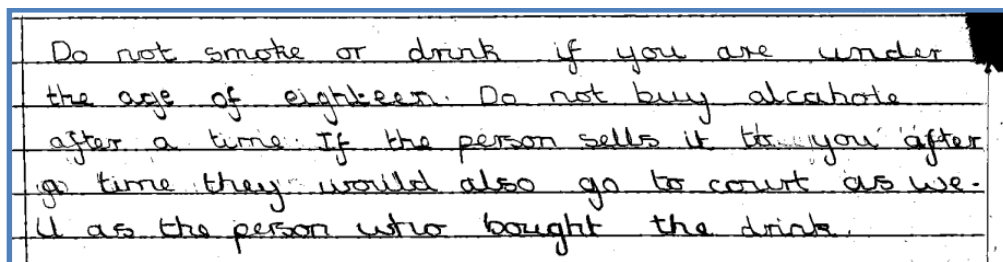 Do not smoke or drink if you are under
the age of eighteen. Do not buy alcahole
after a time. If the person sells it to you after
a time they would also go to court as we-
ll as the person who bought the drink.